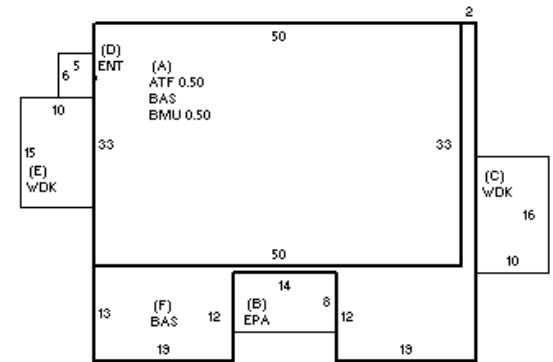 2
50
(D)
ENT
5
6
(A)
ATF 0.50
BAS
BMU 0.50
10
33
33
15
(E)
WDK
(C)
WDK
16
10
50
14
8
(B)
EPA
13
(F)
BAS
12
12
19
19